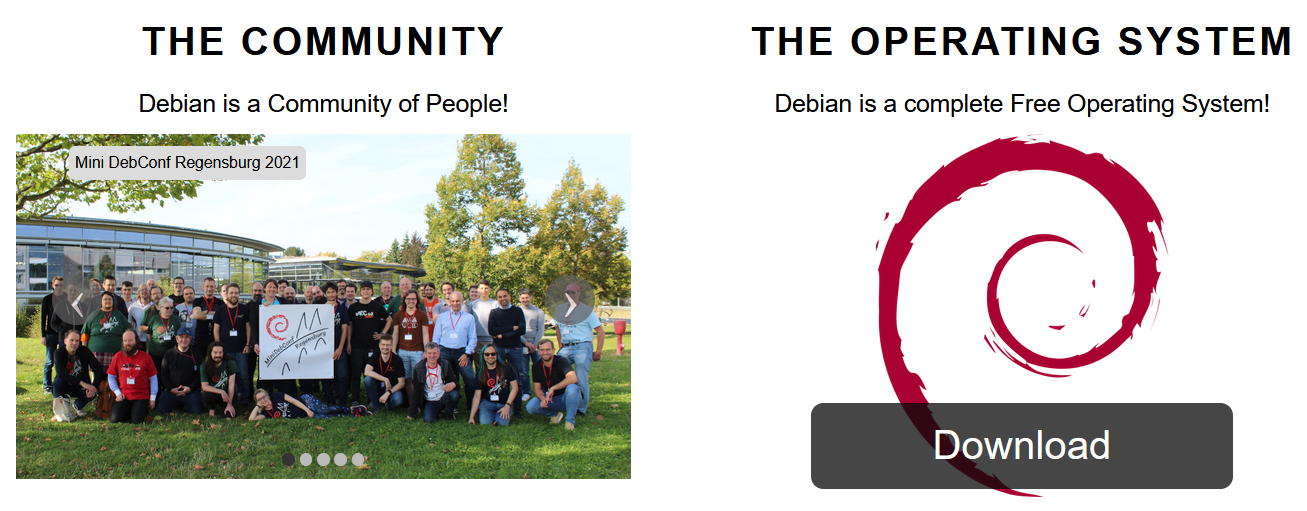 THE COMMUNITY
Debian is a Community of People!
Mini DebConf Regensburg 2021
MiniDebConf
Regensburg
THE OPERATING SYSTEM
Debian is a complete Free Operating System!
Download